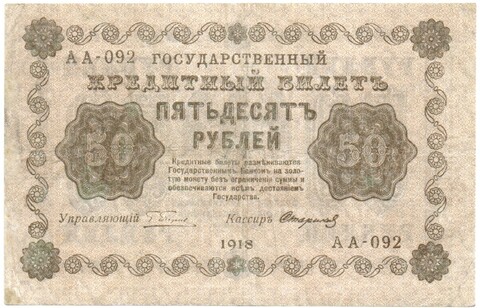 АА-092 ГОСУДАРСТВЕННЫЙ
КРЕДИТНЫЙ БИЛЕТЪ
ПЯТЬДЕСЯТЪ
РУБЛЕЙ
50
50
Кредитные билеты размѣниваются
Государственнымъ Банкомъ на золо-
тую монету безъ ограниченія суммы и
обезпечиваются всѣмъ достояніемъ
Государства.
Управляющій
Кассиръ Стариковъ
1918 АА-092